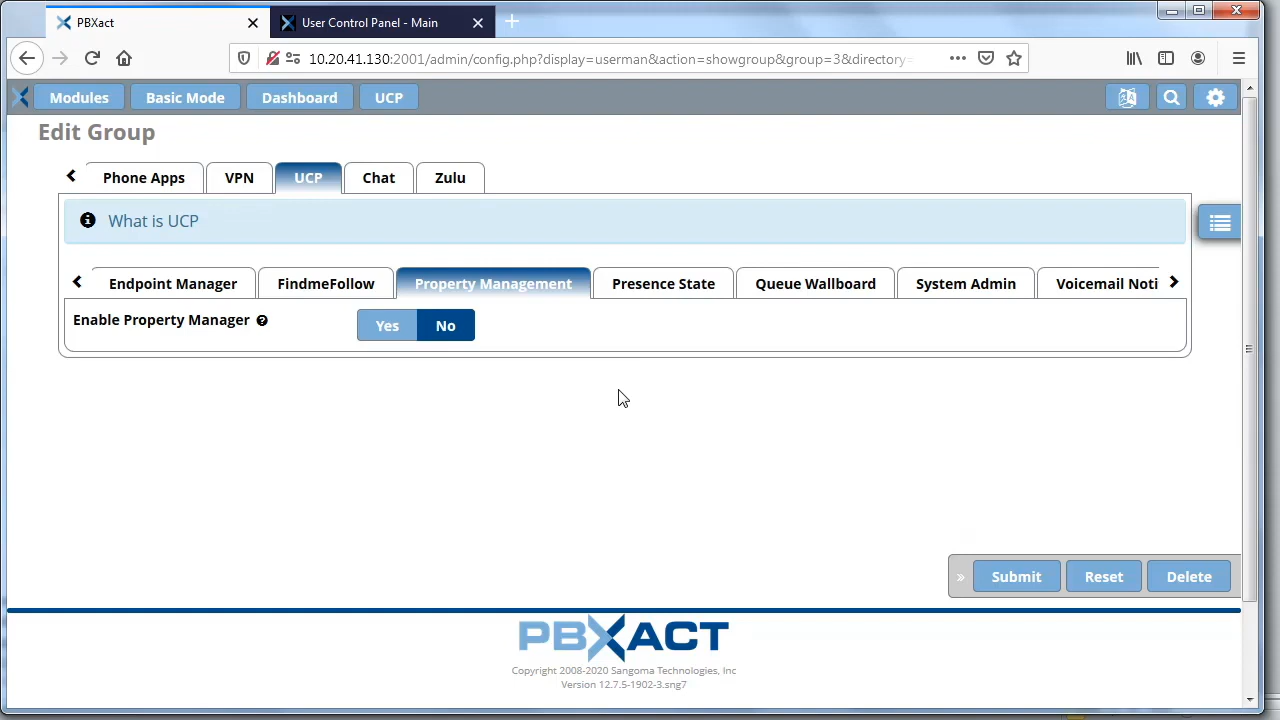 PBXact
User Control Panel - Main
10.20.41.130:2001/admin/config.php?display=userman&action=showgroup&group=3&directory=
Modules
Basic Mode
Dashboard
UCP
Edit Group
Phone Apps
VPN
UCP
Chat
Zulu
What is UCP
Endpoint Manager
FindmeFollow
Property Management
Presence State
Queue Wallboard
System Admin
Voicemail Noti
Enable Property Manager
Yes
No
»
Submit
Reset
Delete
PBXACT
Copyright 2008-2020 Sangoma Technologies, Inc
Version 12.7.5-1902-3.sng7